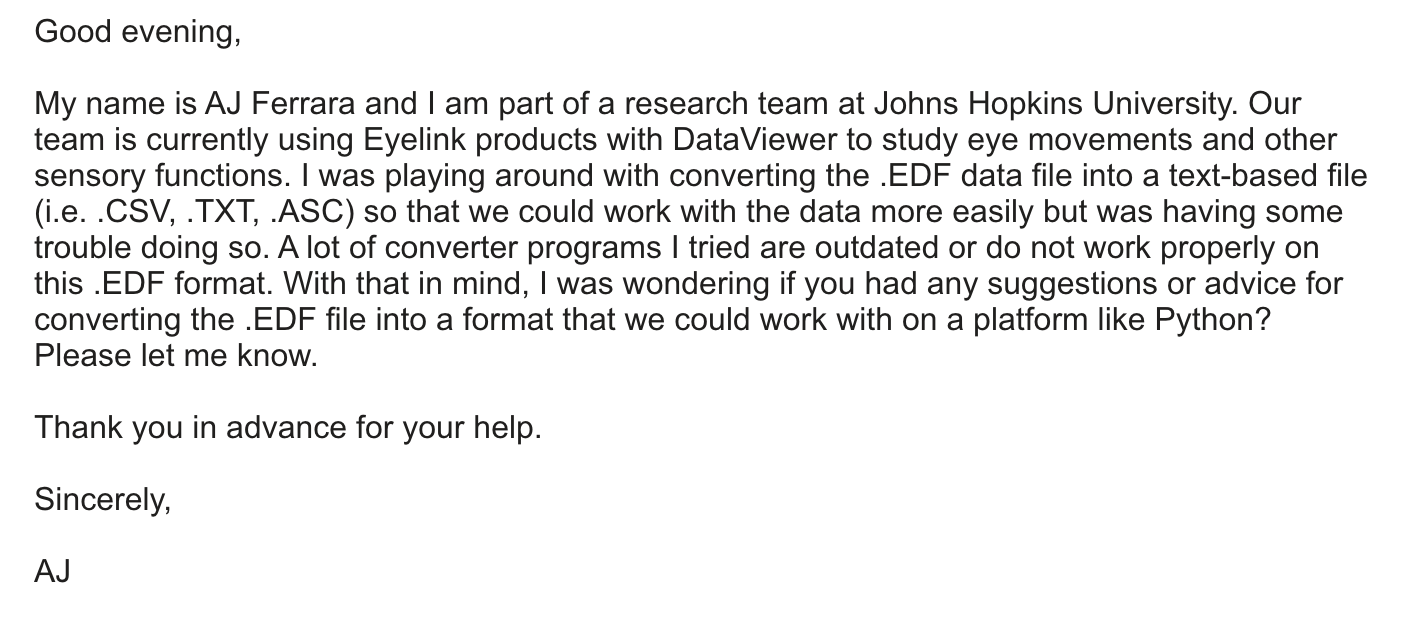 Good evening,
My name is AJ Ferrara and I am part of a research team at Johns Hopkins University. Our
team is currently using Eyelink products with DataViewer to study eye movements and other
sensory functions. I was playing around with converting the .EDF data file into a text-based file
(i.e. .CSV, .TXT, .ASC) so that we could work with the data more easily but was having some
trouble doing so. A lot of converter programs I tried are outdated or do not work properly on
this .EDF format. With that in mind, I was wondering if you had any suggestions or advice for
converting the .EDF file into a format that we could work with on a platform like Python?
Please let me know.
Thank you in advance for your help.
Sincerely,
AJ